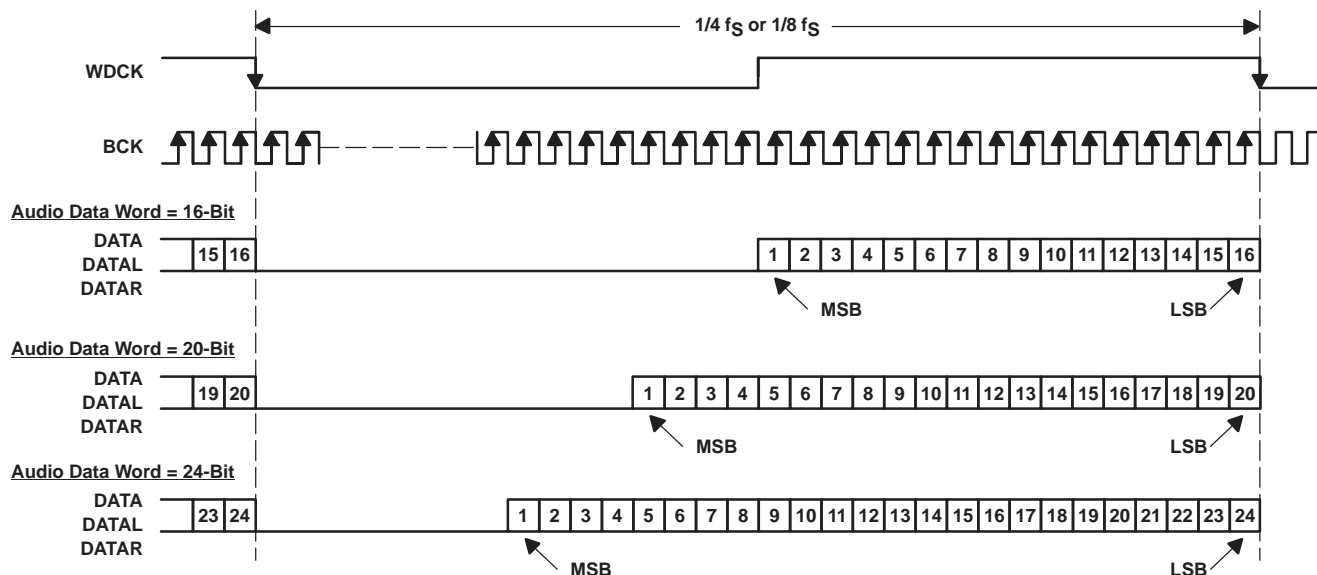 1/4 fS or 1/8 fS
WDCK
BCK
Audio Data Word = 16-Bit
DATA
DATAL
DATAR
15 16 1 2 3 4 5 6 7 8 9 10 11 12 13 14 15 16
MSB LSB
Audio Data Word = 20-Bit
DATA
DATAL
DATAR
19 20 1 2 3 4 5 6 7 8 9 10 11 12 13 14 15 16 17 18 19 20
MSB LSB
Audio Data Word = 24-Bit
DATA
DATAL
DATAR
23 24 1 2 3 4 5 6 7 8 9 10 11 12 13 14 15 16 17 18 19 20 21 22 23 24
MSB LSB